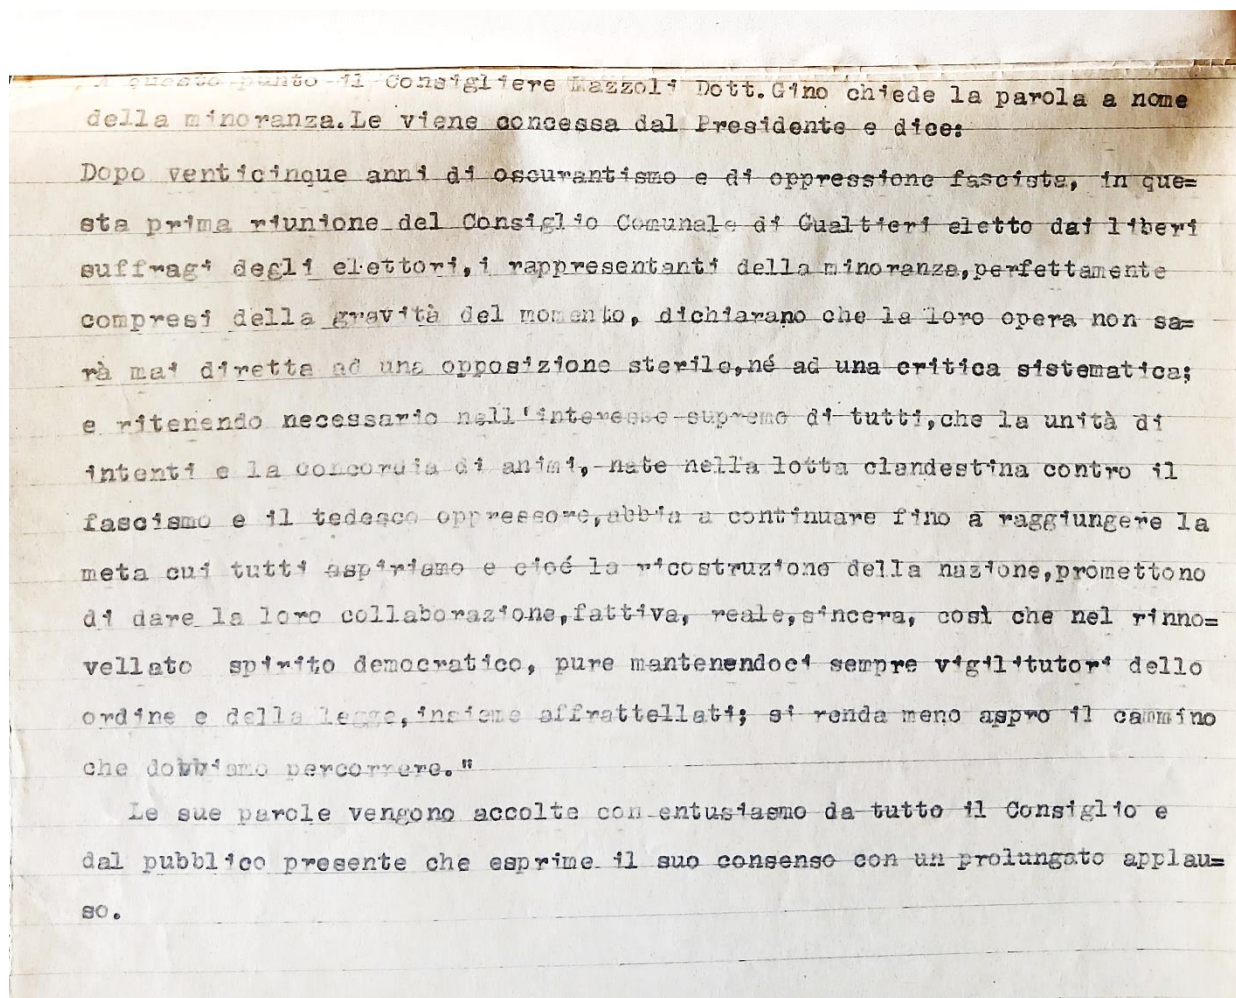 A questo punto il Consigliere Mazzoli Dott.Gino chiede la parola a nome
della minoranza.Le viene concessa dal Presidente e dice:
Dopo venticinque anni di oscurantismo e di oppressione fascista, in que=
sta prima riunione del Consiglio Comunale di Gualtieri eletto dai liberi
suffragi degli elettori,i rappresentanti della minoranza,perfettamente
compresi della gravità del momento, dichiarano che la loro opera non sa=
rà mai diretta ad una opposizione sterile,né ad una critica sistematica;
e ritenendo necessario nell'interesse supremo di tutti,che la unità di
intenti e la concordia di animi, nate nella lotta clandestina contro il
fascismo e il tedesco oppressore,abbia a continuare fino a raggiungere la
meta cui tutti aspiriamo e cioé la ricostruzione della nazione,promettono
di dare la loro collaborazione,fattiva, reale,sincera, così che nel rinno=
vellato spirito democratico, pure mantenendoci sempre vigilitutori dello
ordine e della legge,insieme affrattellati; si renda meno aspro il cammino
che dobbiamo percorrere."
Le sue parole vengono accolte con entusiasmo da tutto il Consiglio e
dal pubblico presente che esprime il suo consenso con un prolungato applau=
so.